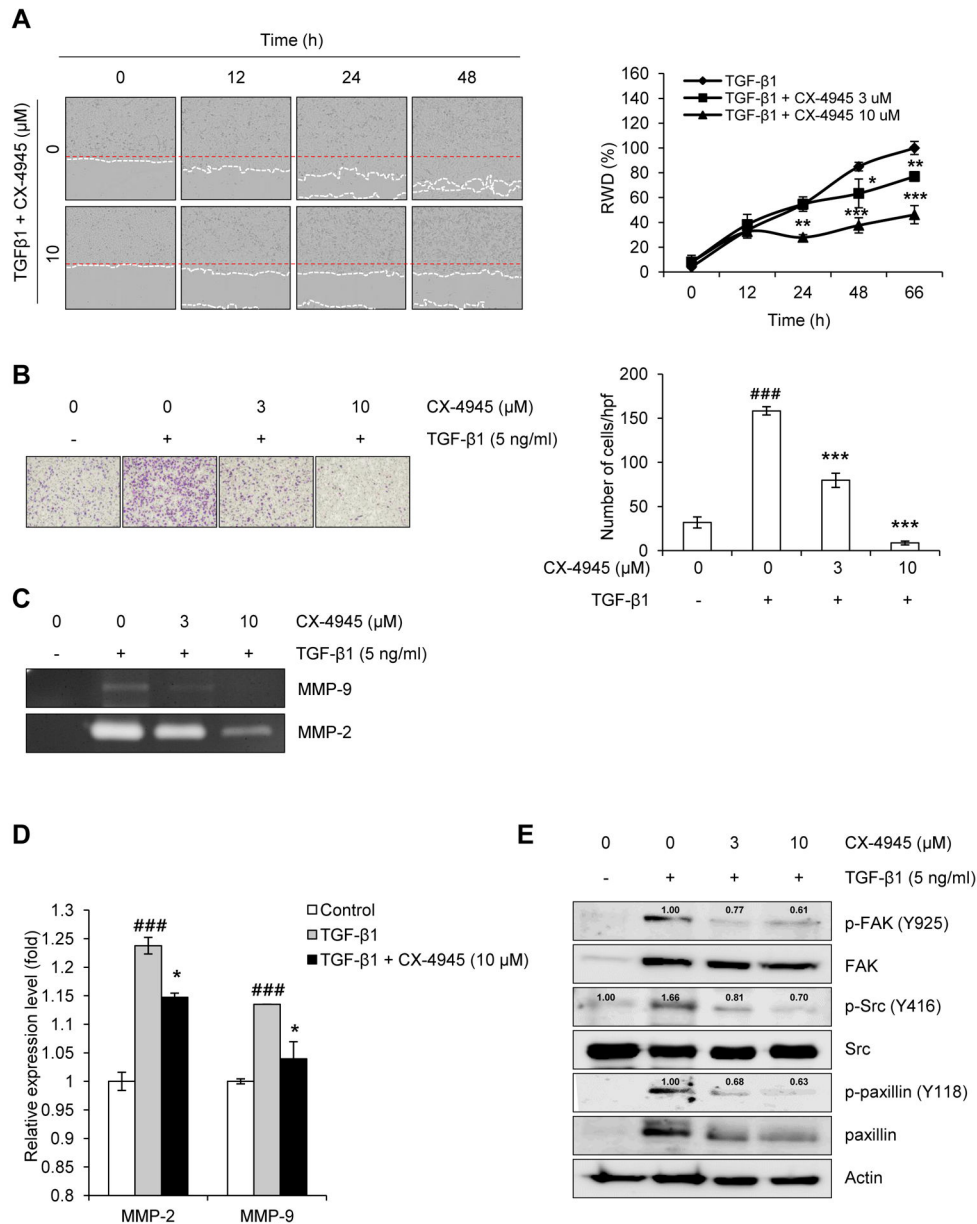 A
Time (h)
0 12 24 48
TGFβ1 + CX-4945 (µM)
0
10
160
140
120
100
80
60
40
20
0
RWD (%)
TGF-β1
TGF-β1 + CX-4945 3 uM
TGF-β1 + CX-4945 10 uM
** *** * *** **
0 12 24 48 66
Time (h)
B
0 0 3 10 CX-4945 (µM)
- + + + TGF-β1 (5 ng/ml)
200
150
100
50
0
Number of cells/hpf
###
***
***
CX-4945 (µM) 0 0 3 10
TGF-β1 - + + +
C
0 0 3 10 CX-4945 (µM)
- + + + TGF-β1 (5 ng/ml)
MMP-9
MMP-2
D
1.3
1.25
1.2
1.15
1.1
1.05
1
0.95
0.9
0.85
0.8
Relative expression level (fold)
Control
TGF-β1
TGF-β1 + CX-4945 (10 µM)
###
*
###
*
MMP-2 MMP-9
E
0 0 3 10 CX-4945 (µM)
- + + + TGF-β1 (5 ng/ml)
1.00 0.77 0.61 p-FAK (Y925)
FAK
1.00 1.66 0.81 0.70 p-Src (Y416)
Src
1.00 0.68 0.63 p-paxillin (Y118)
paxillin
Actin